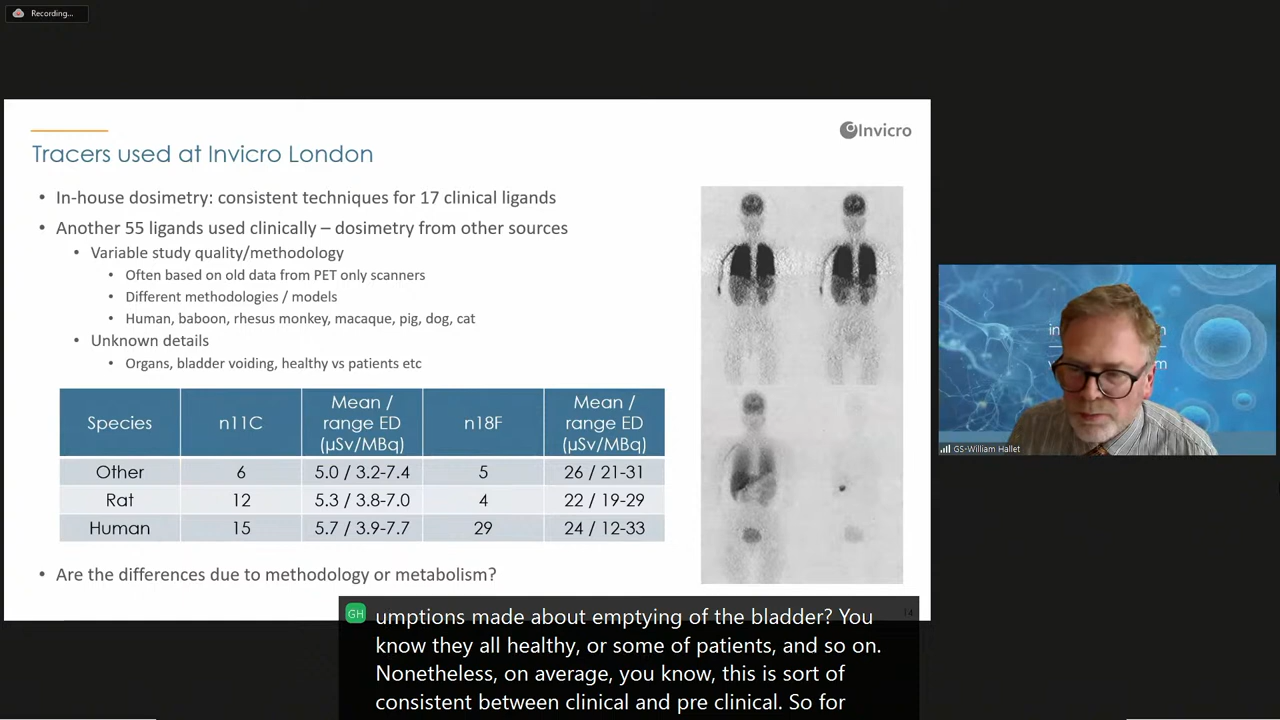 Recording...
Invicro
Tracers used at Invicro London
• In-house dosimetry: consistent techniques for 17 clinical ligands
• Another 55 ligands used clinically – dosimetry from other sources
• Variable study quality/methodology
• Often based on old data from PET only scanners
• Different methodologies / models
• Human, baboon, rhesus monkey, macaque, pig, dog, cat
• Unknown details
• Organs, bladder voiding, healthy vs patients etc
Species n11C Mean / range ED (µSv/MBq) n18F Mean / range ED (µSv/MBq)
Other 6 5.0 / 3.2-7.4 5 26 / 21-31
Rat 12 5.3 / 3.8-7.0 4 22 / 19-29
Human 15 5.7 / 3.9-7.7 29 24 / 12-33
• Are the differences due to methodology or metabolism?
14
GS-William Hallet
GH
umptions made about emptying of the bladder? You
know they all healthy, or some of patients, and so on.
Nonetheless, on average, you know, this is sort of
consistent between clinical and pre clinical. So for